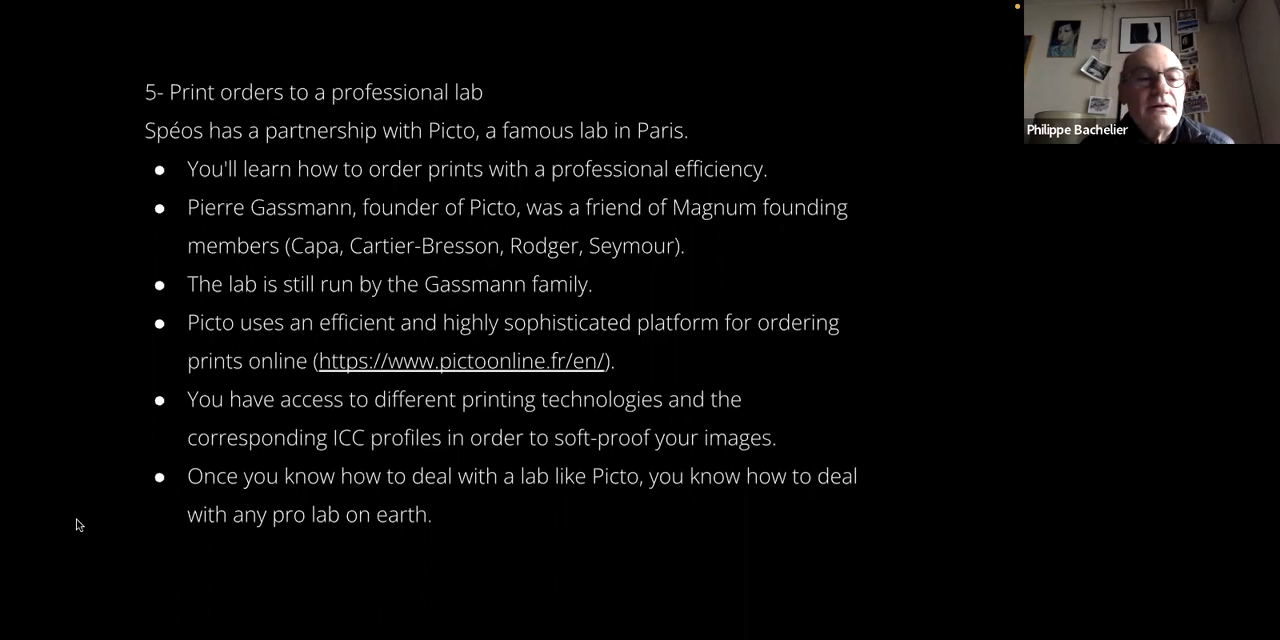 5- Print orders to a professional lab
Spéos has a partnership with Picto, a famous lab in Paris.
● You'll learn how to order prints with a professional efficiency.
● Pierre Gassmann, founder of Picto, was a friend of Magnum founding
members (Capa, Cartier-Bresson, Rodger, Seymour).
● The lab is still run by the Gassmann family.
● Picto uses an efficient and highly sophisticated platform for ordering
prints online (https://www.pictoonline.fr/en/).
● You have access to different printing technologies and the
corresponding ICC profiles in order to soft-proof your images.
● Once you know how to deal with a lab like Picto, you know how to deal
with any pro lab on earth.
Philippe Bachelier